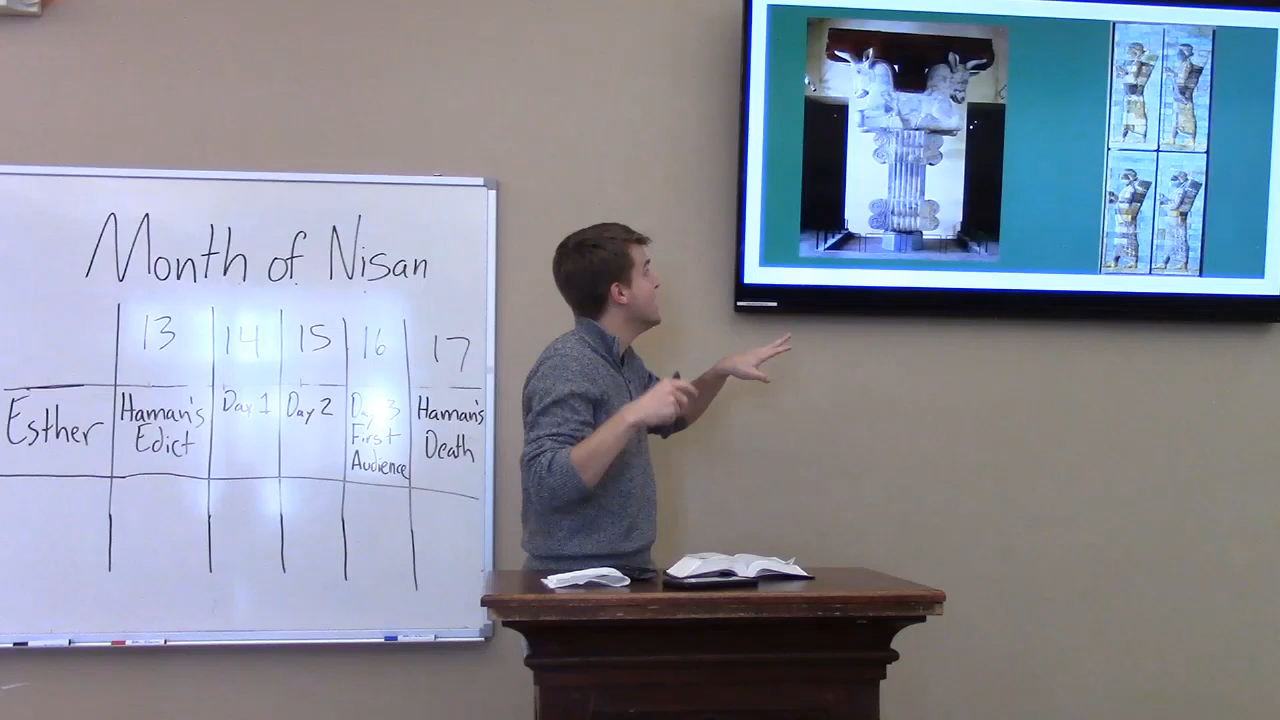 Month of Nisan
13 14 15 16 17
Esther Haman's Edict Day 1 Day 2 Day 3 First Audience Haman's Death